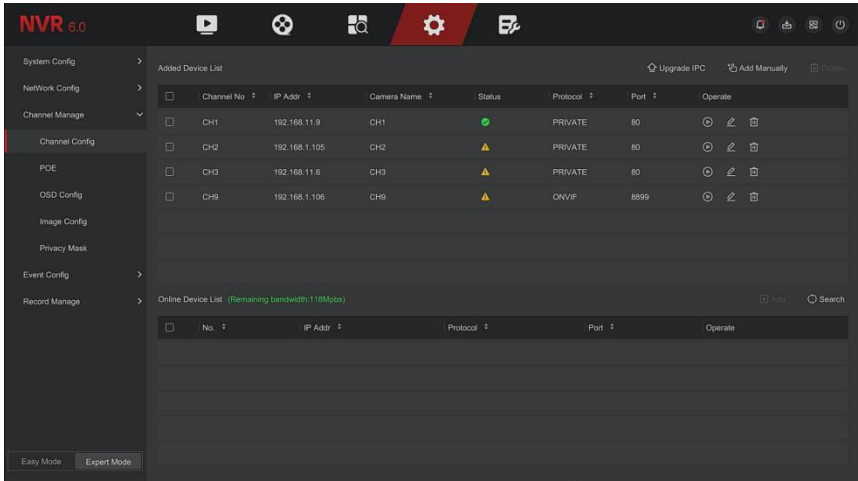 NVR 6.0
System Config
NetWork Config
Channel Manage
Channel Config
POE
OSD Config
Image Config
Privacy Mask
Event Config
Record Manage
Easy Mode Expert Mode
Added Device List Upgrade IPC Add Manually Delete
Channel No IP Addr Camera Name Status Protocol Port Operate
CH1 192.168.11.9 CH1 PRIVATE 80
CH2 192.168.1.105 CH2 PRIVATE 80
CH3 192.168.11.6 CH3 PRIVATE 80
CH9 192.168.1.106 CH9 ONVIF 8899
Online Device List (Remaining bandwidth:118Mpbs) Add Search
No. IP Addr Protocol Port Operate